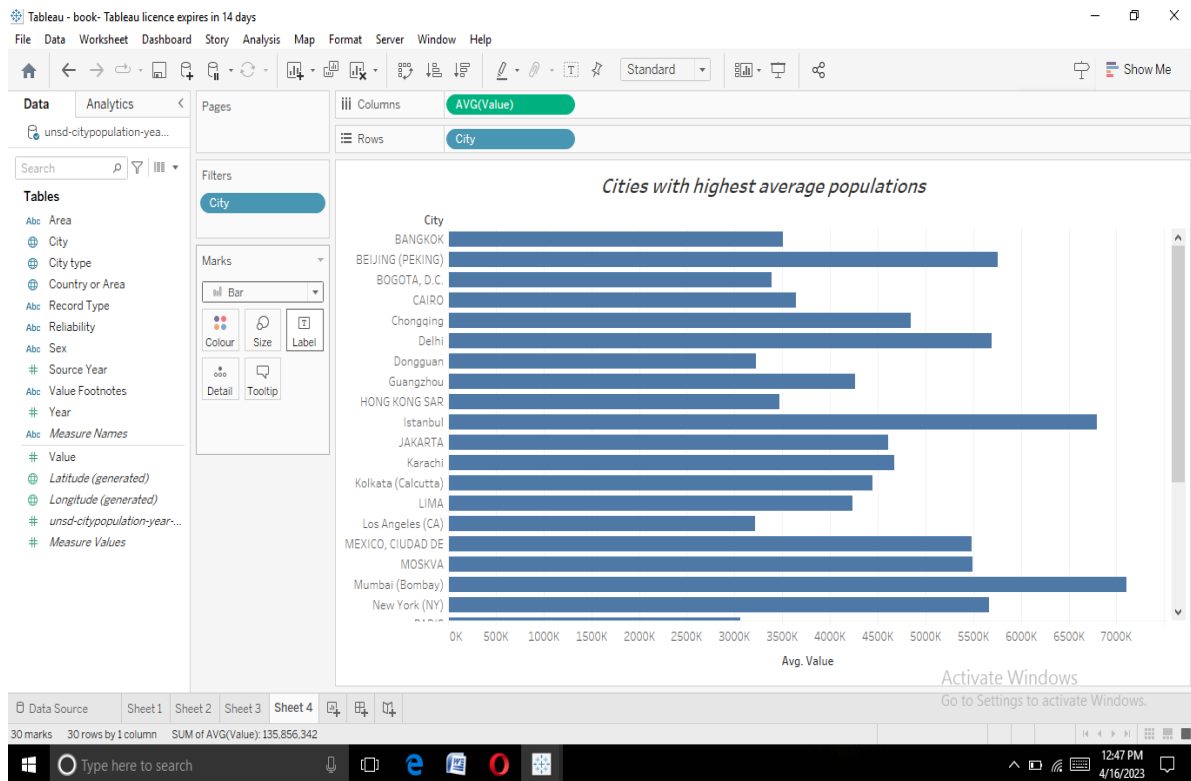 Tableau - book- Tableau licence expires in 14 days
File Data Worksheet Dashboard Story Analysis Map Format Server Window Help
Standard
Show Me
Data Analytics
unsd-citypopulation-yea...
Search
Tables
Abc Area
City
City type
Country or Area
Abc Record Type
Abc Reliability
Abc Sex
# Source Year
Abc Value Footnotes
# Year
Abc Measure Names
# Value
Latitude (generated)
Longitude (generated)
# unsd-citypopulation-year-...
# Measure Values
Pages
Filters
City
Marks
Bar
Colour Size Label
Detail Tooltip
Columns AVG(Value)
Rows City
Cities with highest average populations
City
BANGKOK
BEIJING (PEKING)
BOGOTA, D.C.
CAIRO
Chongqing
Delhi
Dongguan
Guangzhou
HONG KONG SAR
Istanbul
JAKARTA
Karachi
Kolkata (Calcutta)
LIMA
Los Angeles (CA)
MEXICO, CIUDAD DE
MOSKVA
Mumbai (Bombay)
New York (NY)
0K 500K 1000K 1500K 2000K 2500K 3000K 3500K 4000K 4500K 5000K 5500K 6000K 6500K 7000K
Avg. Value
Activate Windows
Go to Settings to activate Windows.
Data Source Sheet 1 Sheet 2 Sheet 3 Sheet 4
30 marks 30 rows by 1 column SUM of AVG(Value): 135.856.342
Type here to search
12:47 PM
4/16/2023